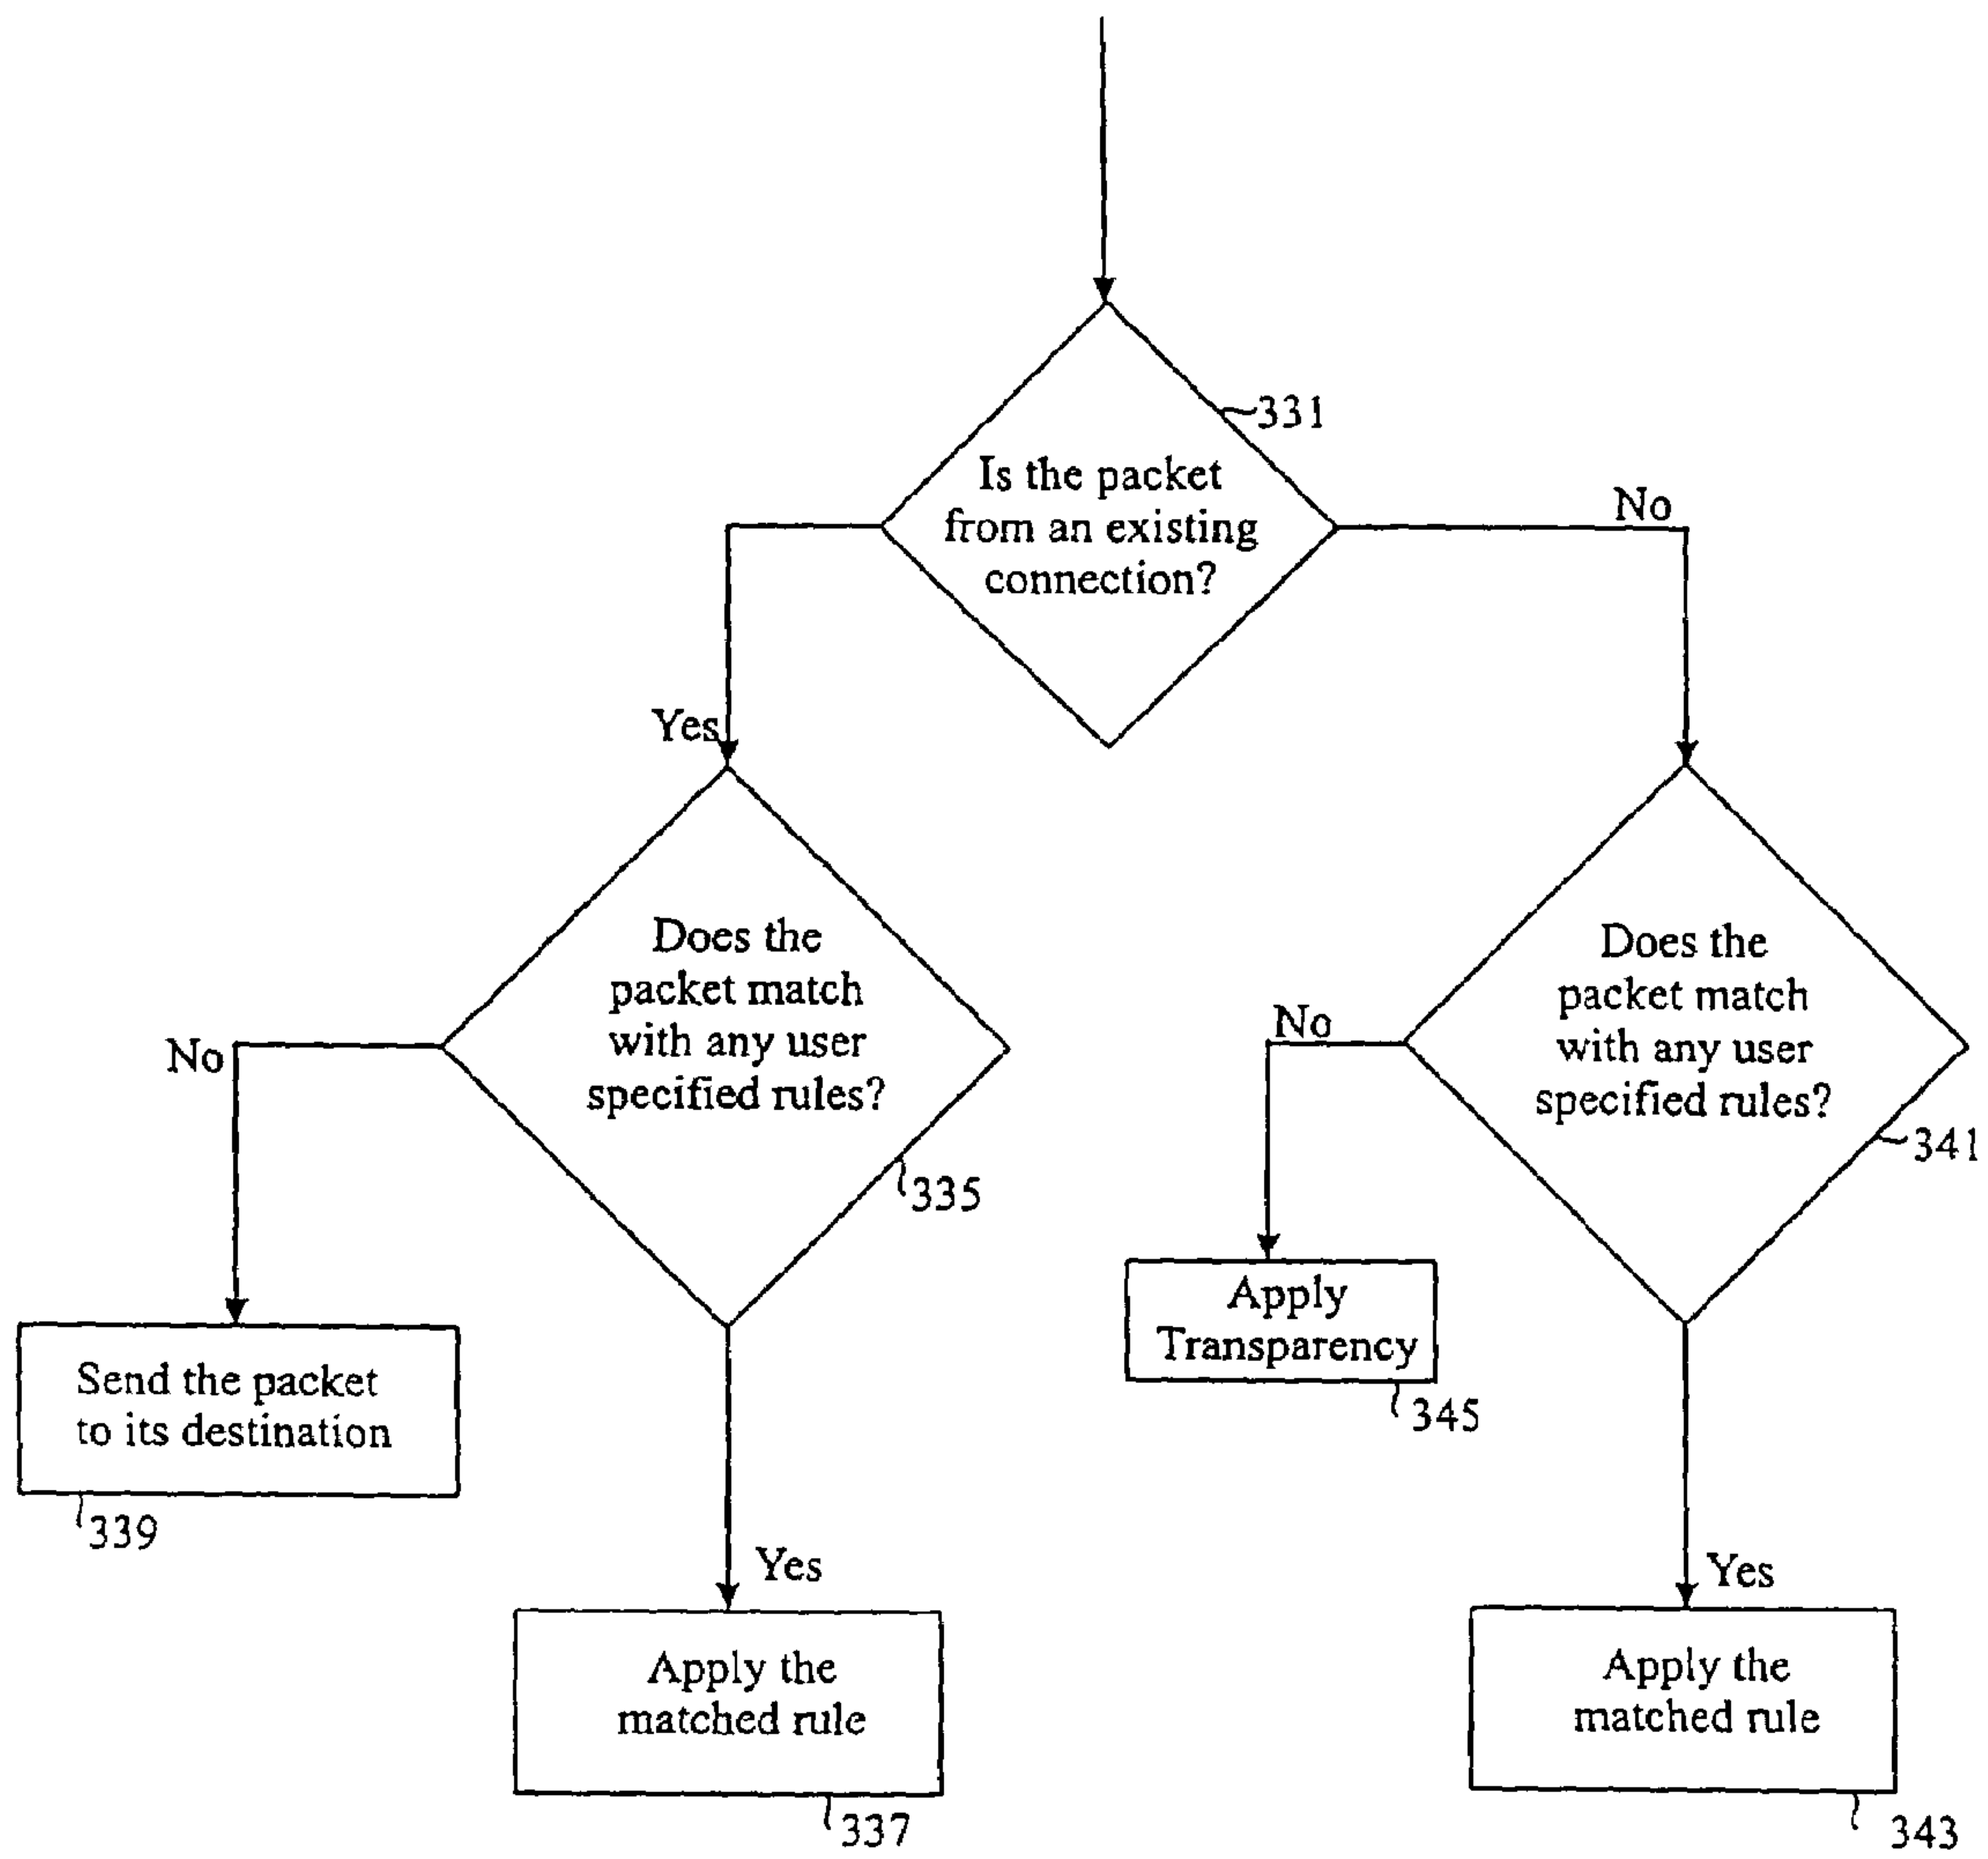 331
Is the packet
from an existing
connection?
No
Yes
Does the
packet match
with any user
specified rules?
335
No
Does the
packet match
with any user
specified rules?
341
No
Apply
Transparency
345
Send the packet
to its destination
339
Yes
Apply the
matched rule
337
Yes
Apply the
matched rule
343